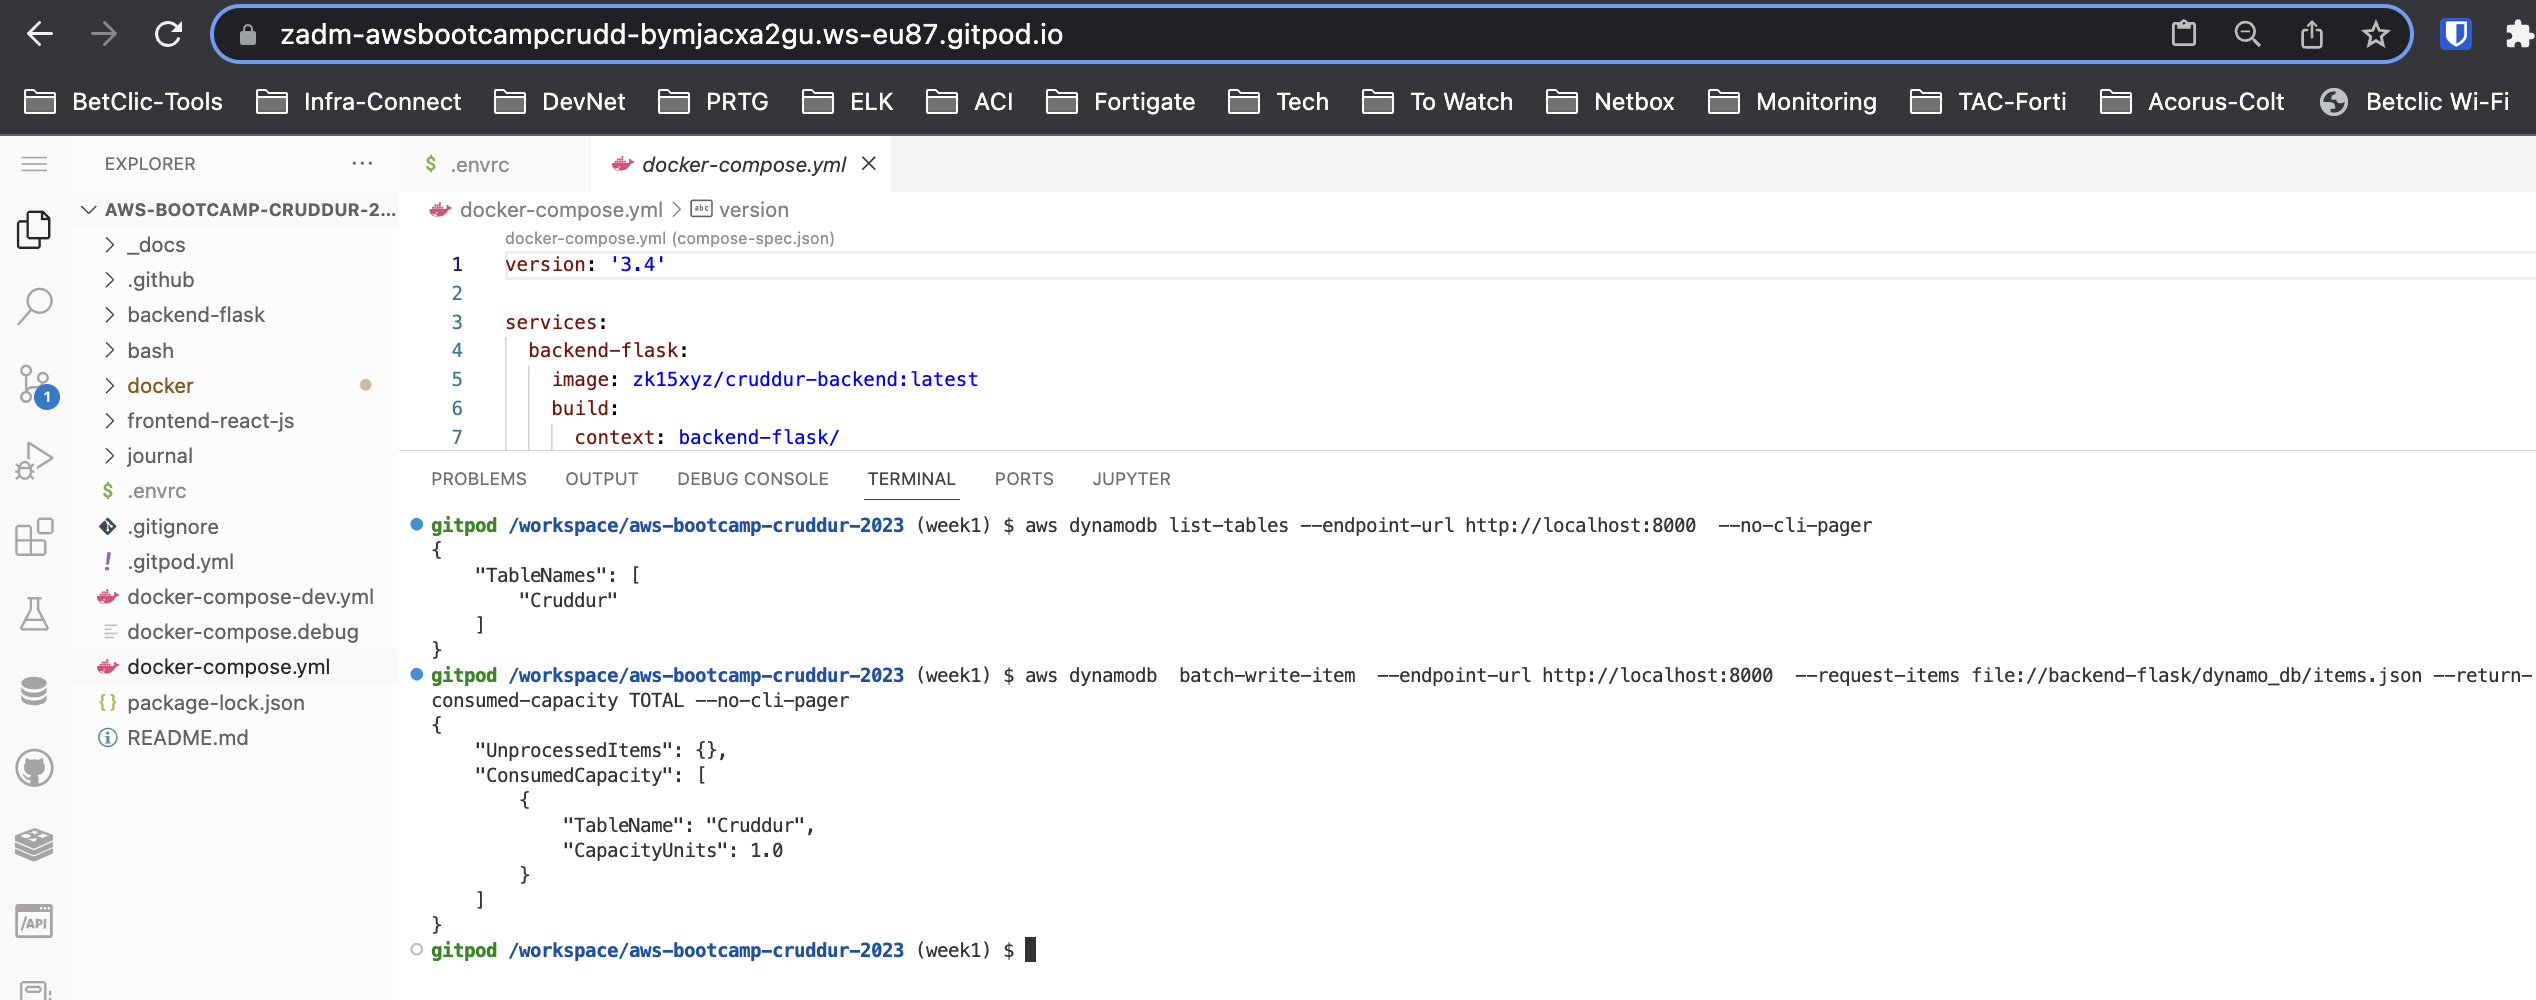 zadm-awsbootcampcrudd-bymjacxa2gu.ws-eu87.gitpod.io
BetClic-Tools Infra-Connect DevNet PRTG ELK ACI Fortigate Tech To Watch Netbox Monitoring TAC-Forti Acorus-Colt Betclic Wi-Fi
EXPLORER ···
AWS-BOOTCAMP-CRUDDUR-2...
_docs
.github
backend-flask
bash
docker
frontend-react-js
journal
$ .envrc
.gitignore
! .gitpod.yml
docker-compose-dev.yml
docker-compose.debug
docker-compose.yml
{} package-lock.json
README.md
1
/API
$ .envrc docker-compose.yml
docker-compose.yml > abc version
docker-compose.yml (compose-spec.json)
1 version: '3.4'
2
3 services:
4 backend-flask:
5 image: zk15xyz/cruddur-backend:latest
6 build:
7 context: backend-flask/
PROBLEMS OUTPUT DEBUG CONSOLE TERMINAL PORTS JUPYTER
gitpod /workspace/aws-bootcamp-cruddur-2023 (week1) $ aws dynamodb list-tables --endpoint-url http://localhost:8000  --no-cli-pager
{
    "TableNames": [
        "Cruddur"
    ]
}
gitpod /workspace/aws-bootcamp-cruddur-2023 (week1) $ aws dynamodb  batch-write-item  --endpoint-url http://localhost:8000  --request-items file://backend-flask/dynamo_db/items.json --return-
consumed-capacity TOTAL --no-cli-pager
{
    "UnprocessedItems": {},
    "ConsumedCapacity": [
        {
            "TableName": "Cruddur",
            "CapacityUnits": 1.0
        }
    ]
}
gitpod /workspace/aws-bootcamp-cruddur-2023 (week1) $